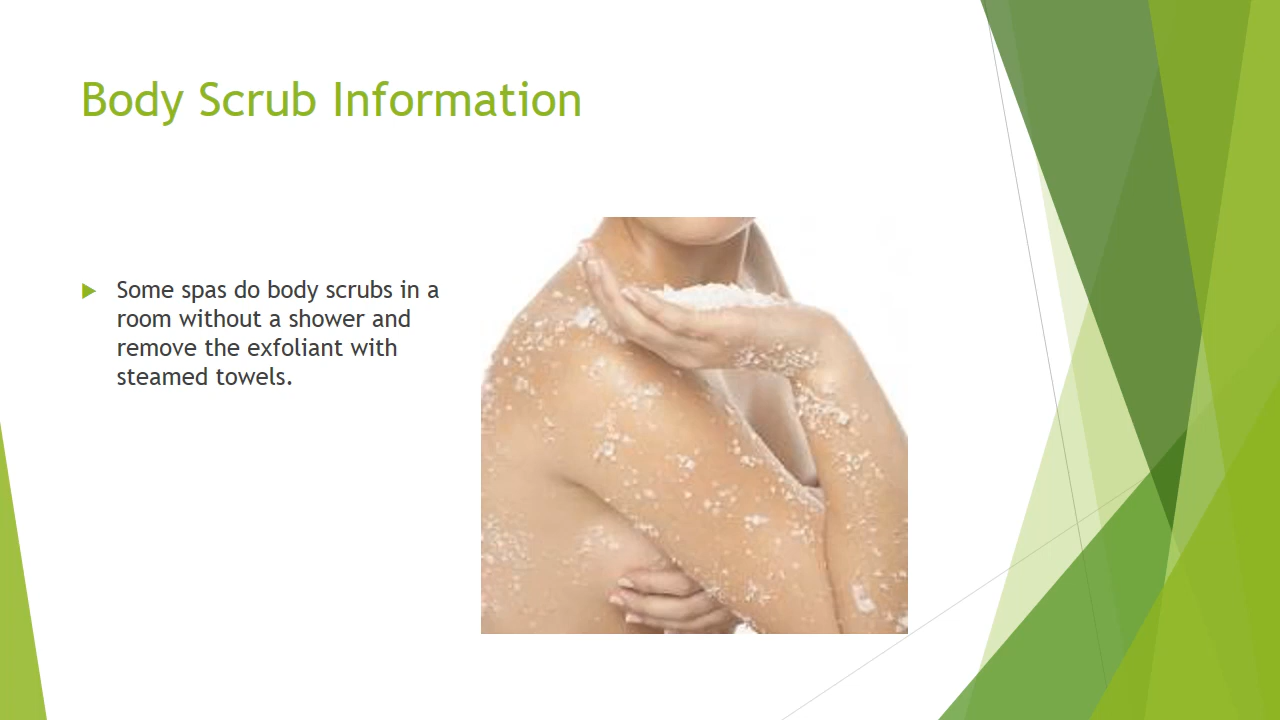 Body Scrub Information
Some spas do body scrubs in a
room without a shower and
remove the exfoliant with
steamed towels.